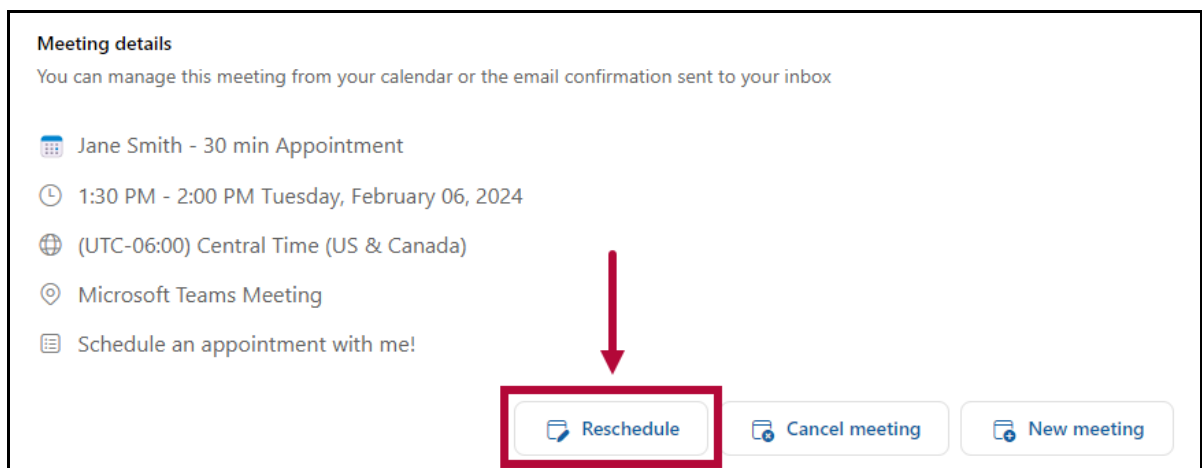 Meeting details
You can manage this meeting from your calendar or the email confirmation sent to your inbox
Jane Smith - 30 min Appointment
1:30 PM - 2:00 PM Tuesday, February 06, 2024
(UTC-06:00) Central Time (US & Canada)
Microsoft Teams Meeting
Schedule an appointment with me!
Reschedule Cancel meeting New meeting